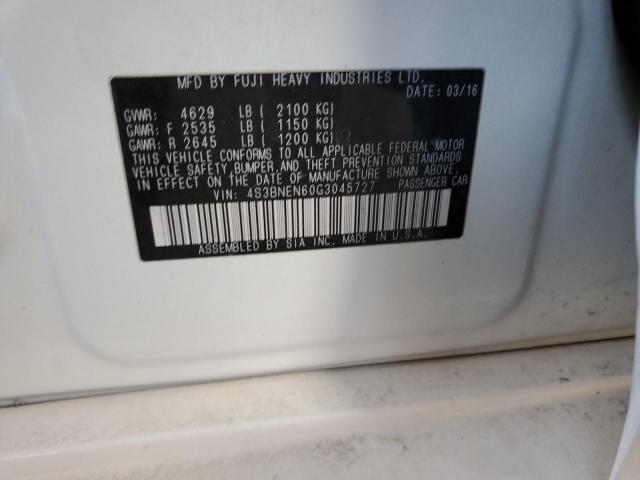 MFD BY FUJI HEAVY INDUSTRIES LTD.
DATE: 03/16
GVWR: 4629 LB ( 2100 KG)
GAWR: F 2535 LB ( 1150 KG)
GAWR: R 2645 LB ( 1200 KG)
THIS VEHICLE CONFORMS TO ALL APPLICABLE FEDERAL MOTOR
VEHICLE SAFETY, BUMPER, AND THEFT PREVENTION STANDARDS
IN EFFECT ON THE DATE OF MANUFACTURE SHOWN ABOVE.
VIN: 4S3BNEN60G3045727 PASSENGER CAR
ASSEMBLED BY SIA INC. MADE IN U.S.A.